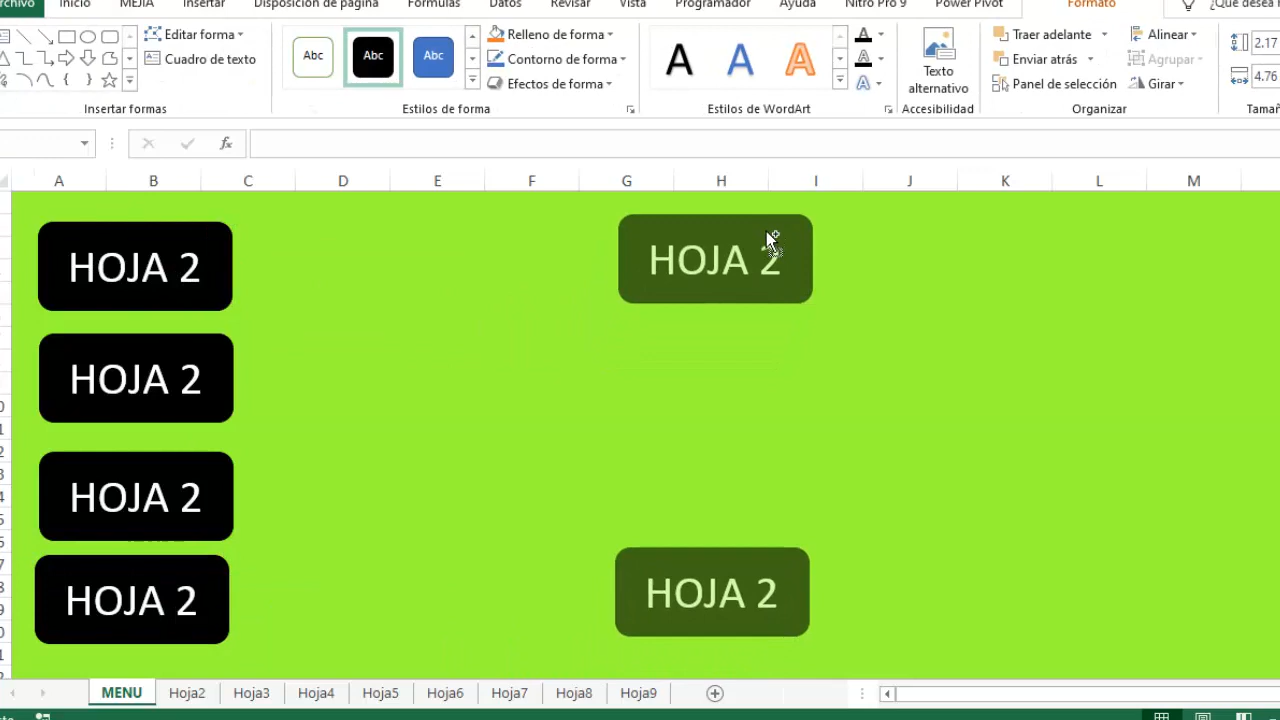 Archivo Inicio MEJIA Insertar Disposición de página Fórmulas Datos Revisar Vista Programador Ayuda Nitro Pro 9 Power Pivot Formato ¿Qué desea
Editar forma
Cuadro de texto
Insertar formas
Abc Abc Abc
Relleno de forma
Contorno de forma
Efectos de forma
Estilos de forma
A A A
A
A
A
Estilos de WordArt
Texto
alternativo
Accesibilidad
Traer adelante
Enviar atrás
Panel de selección
Alinear
Agrupar
Girar
Organizar
2.17
4.76
fx
A B C D E F G H I J K L M
HOJA 2
HOJA 2
HOJA 2
HOJA 2
HOJA 2
HOJA 2
MENU Hoja2 Hoja3 Hoja4 Hoja5 Hoja6 Hoja7 Hoja8 Hoja9